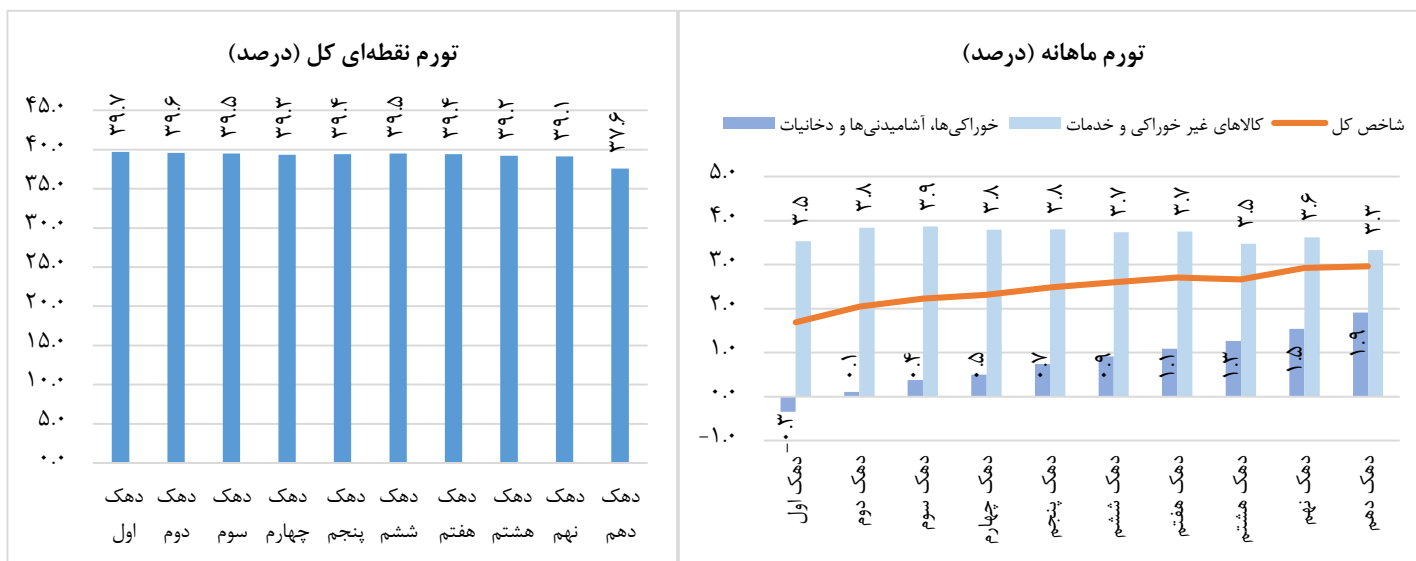 تورم ماهانه (درصد)
خوراکی‌ها، آشامیدنی‌ها و دخانیات
کالاهای غیر خوراکی و خدمات
شاخص کل
۵.۰
۴.۰
۳.۰
۲.۰
۱.۰
۰.۰
-۱.۰
۳.۵
۳.۸
۳.۹
۳.۸
۳.۸
۳.۷
۳.۷
۳.۵
۳.۶
۳.۳
-۰.۳
۰.۱
۰.۴
۰.۵
۰.۷
۰.۹
۱.۱
۱.۳
۱.۵
۱.۹
دهک اول
دهک دوم
دهک سوم
دهک چهارم
دهک پنجم
دهک ششم
دهک هفتم
دهک هشتم
دهک نهم
دهک دهم
تورم نقطه‌ای کل (درصد)
۴۵.۰
۴۰.۰
۳۵.۰
۳۰.۰
۲۵.۰
۲۰.۰
۱۵.۰
۱۰.۰
۵.۰
۰.۰
۳۹.۷
۳۹.۶
۳۹.۵
۳۹.۳
۳۹.۴
۳۹.۵
۳۹.۴
۳۹.۲
۳۹.۱
۳۷.۶
دهک
اول
دهک
دوم
دهک
سوم
دهک
چهارم
دهک
پنجم
دهک
ششم
دهک
هفتم
دهک
هشتم
دهک
نهم
دهک
دهم